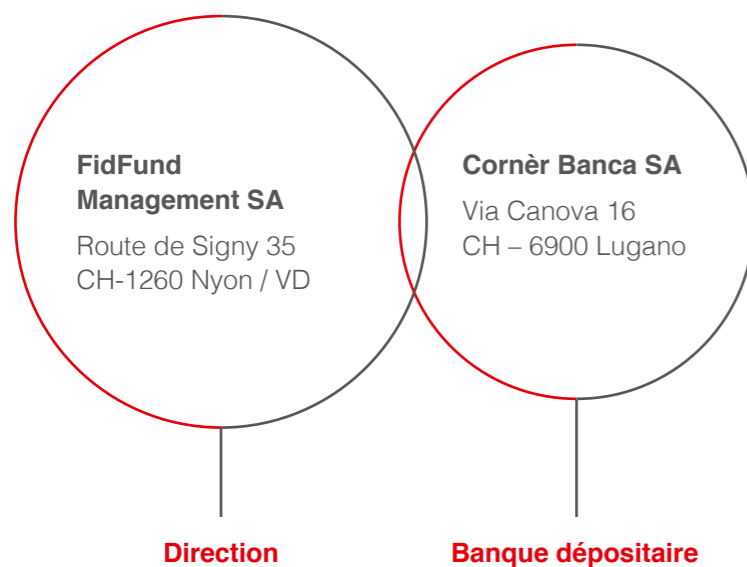 FidFund
Management SA
Route de Signy 35
CH-1260 Nyon / VD
Direction
Cornèr Banca SA
Via Canova 16
CH – 6900 Lugano
Banque dépositaire